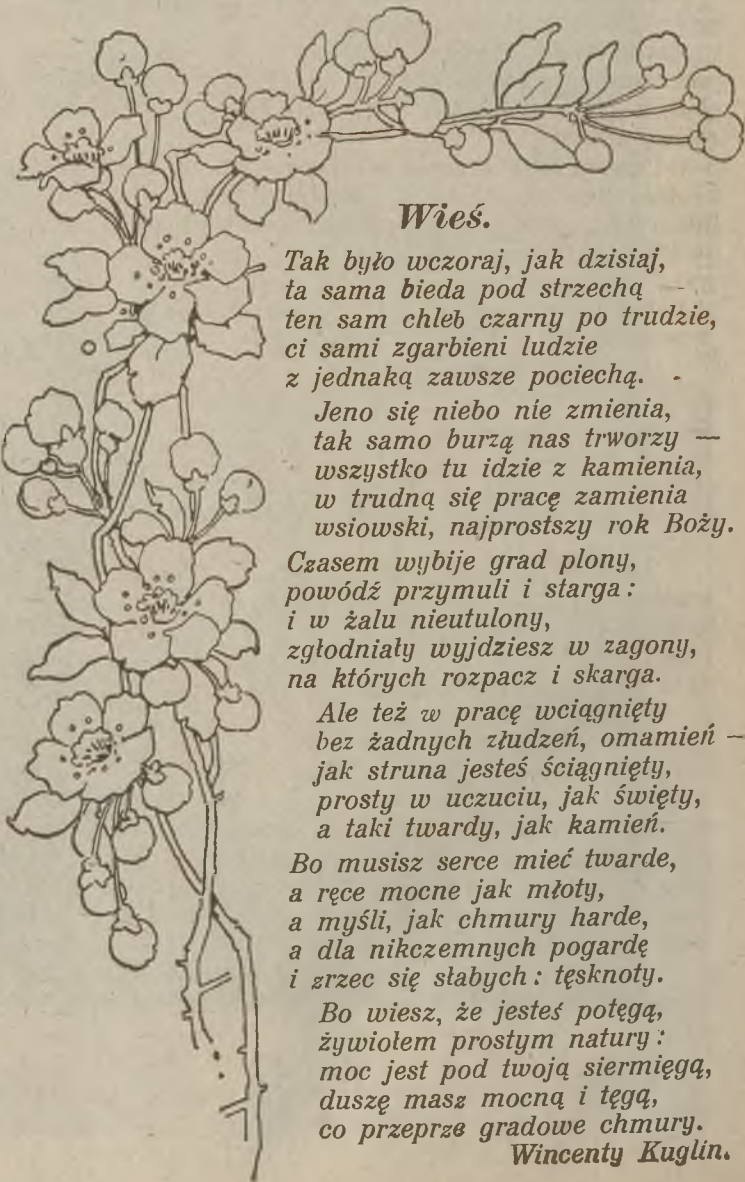 Wieś.
Tak było wczoraj, jak dzisiaj,
ta sama bieda pod strzechą -
ten sam chleb czarny po trudzie,
ci sami zgarbieni ludzie
z jednaką zawsze pociechą. -
Jeno się niebo nie zmienia,
tak samo burzą nas trworzy —
wszystko tu idzie z kamienia,
w trudną się pracę zamienia
wsiowski, najprostszy rok Boży.
Czasem wybije grad plony,
powódź przymuli i starga :
i w żalu nieutulony,
zgłodniały wyjdziesz w zagony,
na których rozpacz i skarga.
Ale też w pracę wciągnięty
bez żadnych złudzeń, omamień —
jak struna jesteś ściągnięty,
prosty w uczuciu, jak święty,
a taki twardy, jak kamień.
Bo musisz serce mieć twarde,
a ręce mocne jak młoty,
a myśli, jak chmury harde,
a dla nikczemnych pogardę
i zrzec się słabych : tęsknoty.
Bo wiesz, że jesteś potęgą,
żywiołem prostym natury :
moc jest pod twoją siermięgą,
duszę masz mocną i tęgą,
co przeprze gradowe chmury.
Wincenty Kuglin.